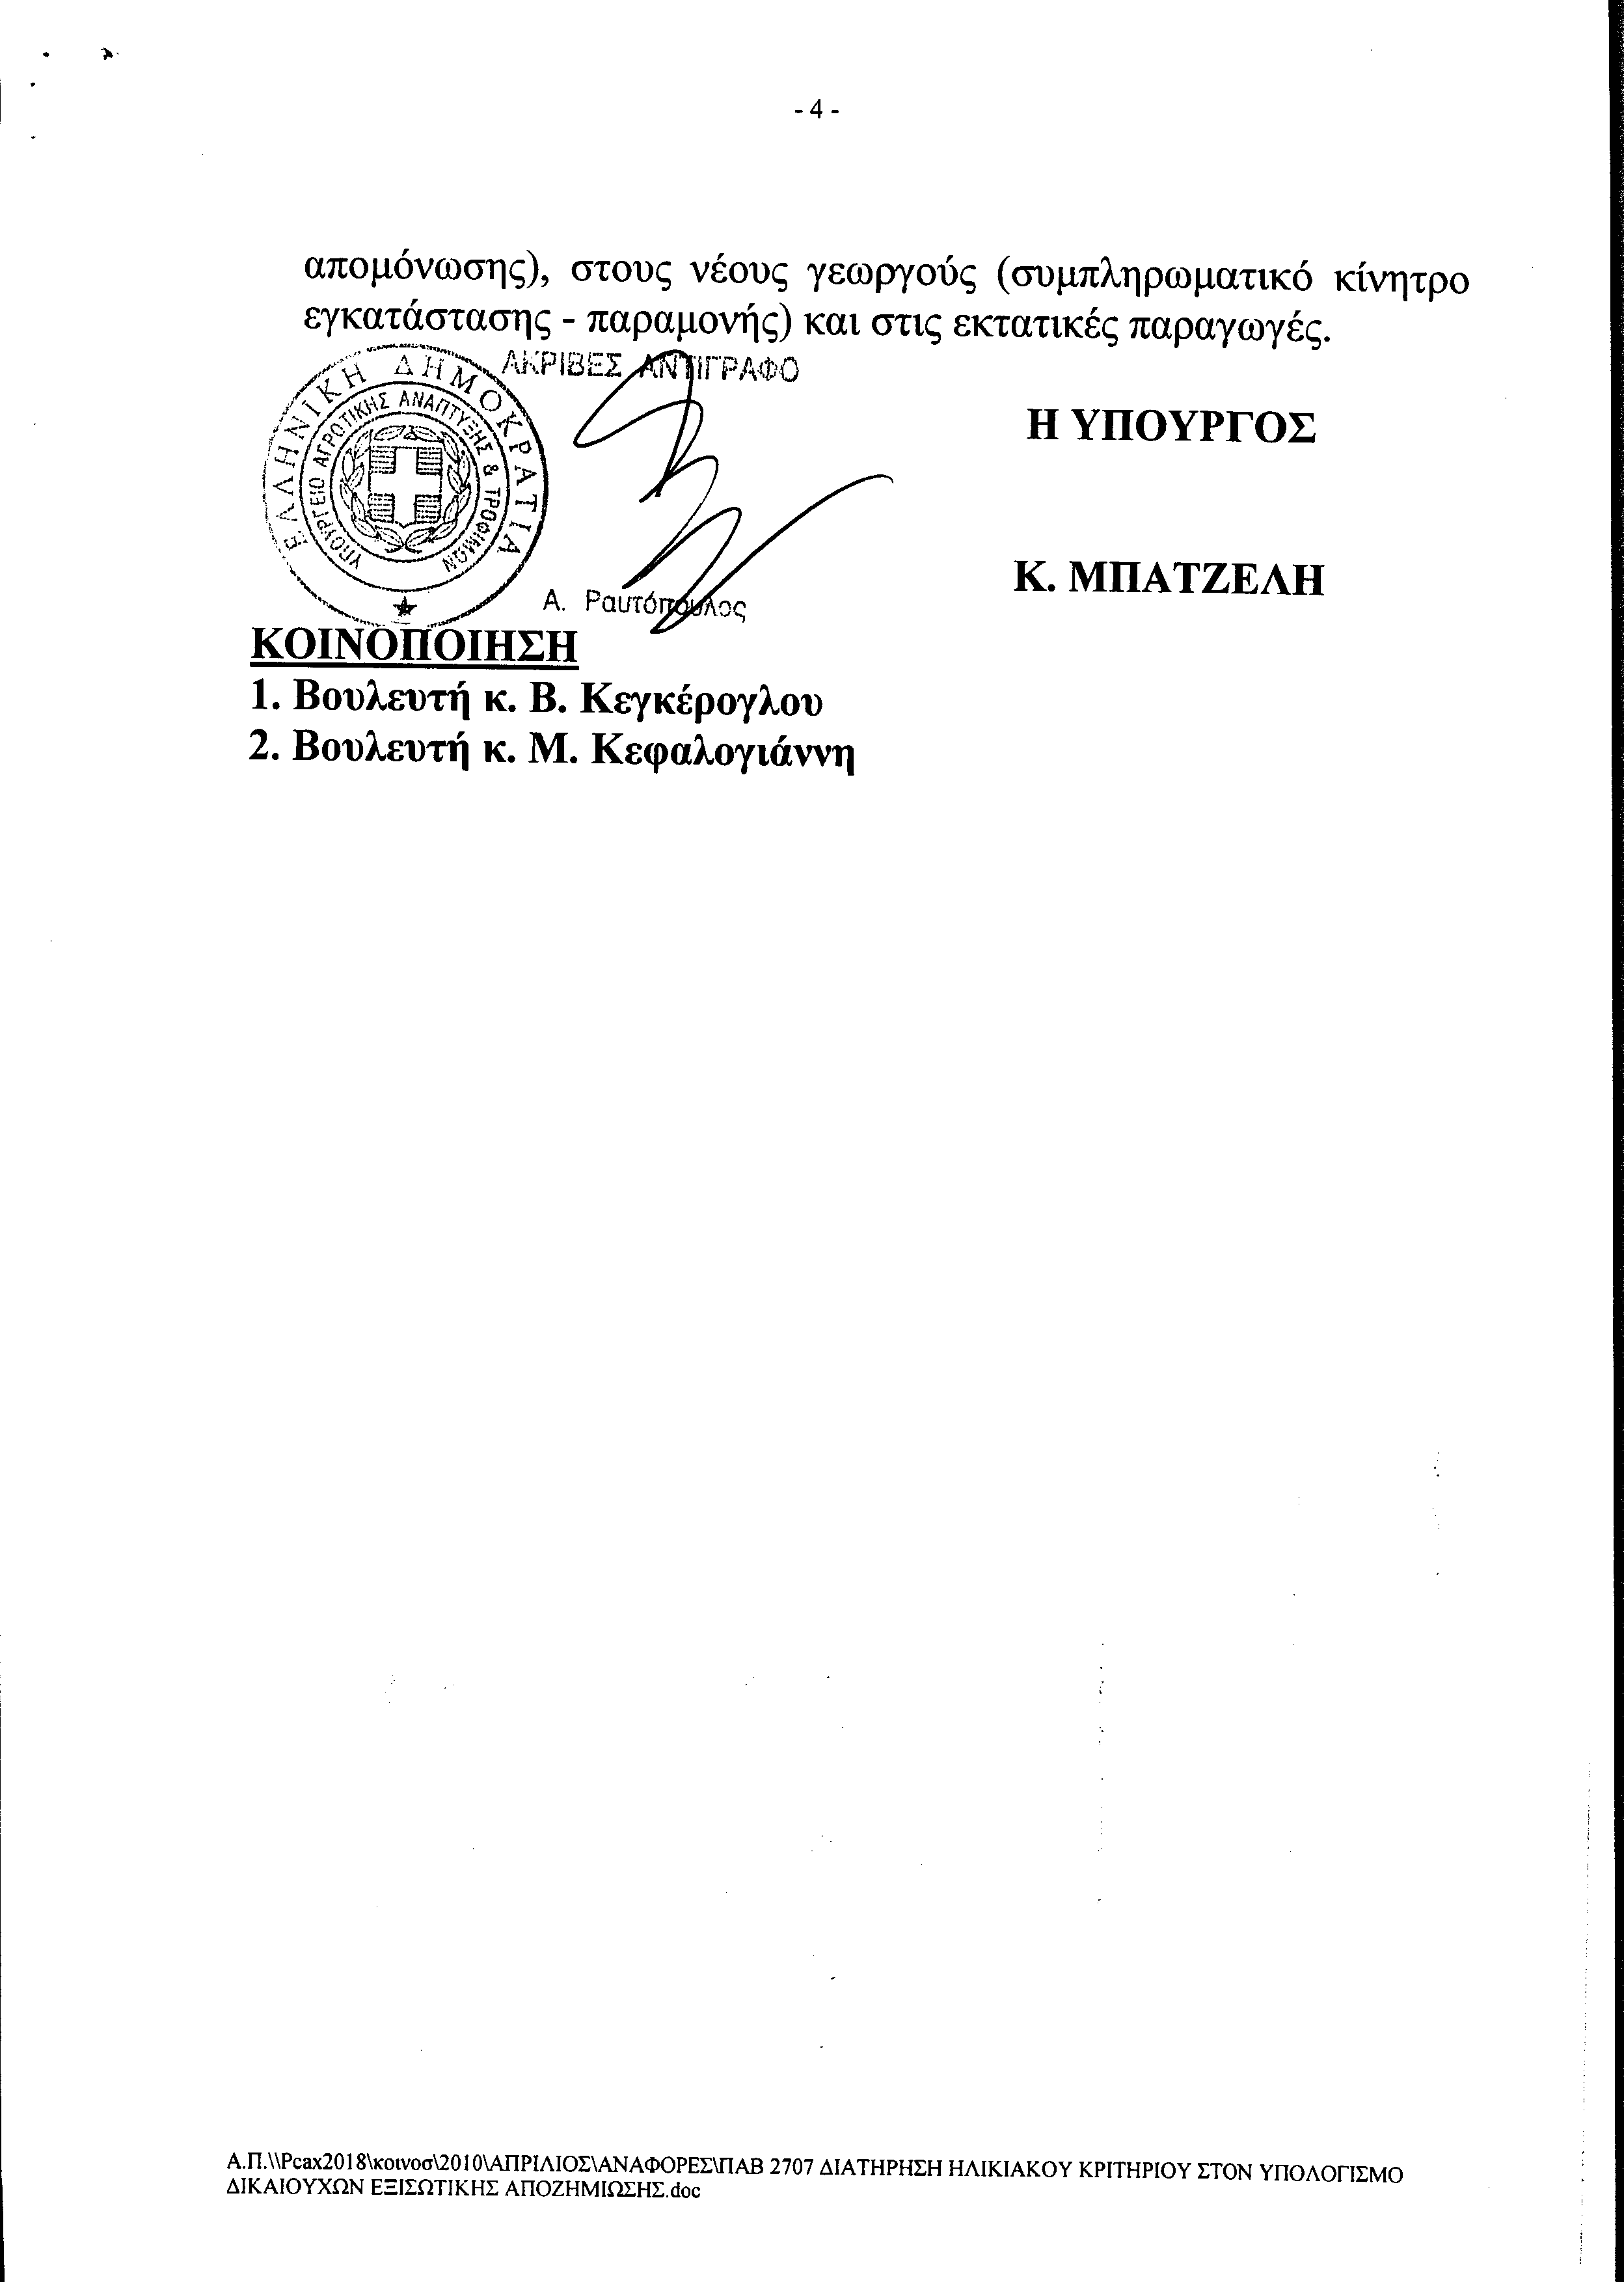 - 4 -
απομόνωσης), στους νέους γεωργούς (συμπληρωματικό κίνητρο
εγκατάστασης - παραμονής) και στις εκτατικές παραγωγές.
ΑΚΡΙΒΕΣ ΑΝΤΙΓΡΑΦΟ
ΕΛΛΗΝΙΚΗ ΔΗΜΟΚΡΑΤΙΑ
ΥΠΟΥΡΓΕΙΟ ΑΓΡΟΤΙΚΗΣ ΑΝΑΠΤΥΞΗΣ & ΤΡΟΦΙΜΩΝ
Η ΥΠΟΥΡΓΟΣ
Κ. ΜΠΑΤΖΕΛΗ
Α. Ραυτόπουλος
ΚΟΙΝΟΠΟΙΗΣΗ
1. Βουλευτή κ. Β. Κεγκέρογλου
2. Βουλευτή κ. Μ. Κεφαλογιάννη
Α.Π.\\Pcax2018\κοινοσ\2010\ΑΠΡΙΛΙΟΣ\ΑΝΑΦΟΡΕΣ\ΠΑΒ 2707 ΔΙΑΤΗΡΗΣΗ ΗΛΙΚΙΑΚΟΥ ΚΡΙΤΗΡΙΟΥ ΣΤΟΝ ΥΠΟΛΟΓΙΣΜΟ
ΔΙΚΑΙΟΥΧΩΝ ΕΞΙΣΩΤΙΚΗΣ ΑΠΟΖΗΜΙΩΣΗΣ.doc